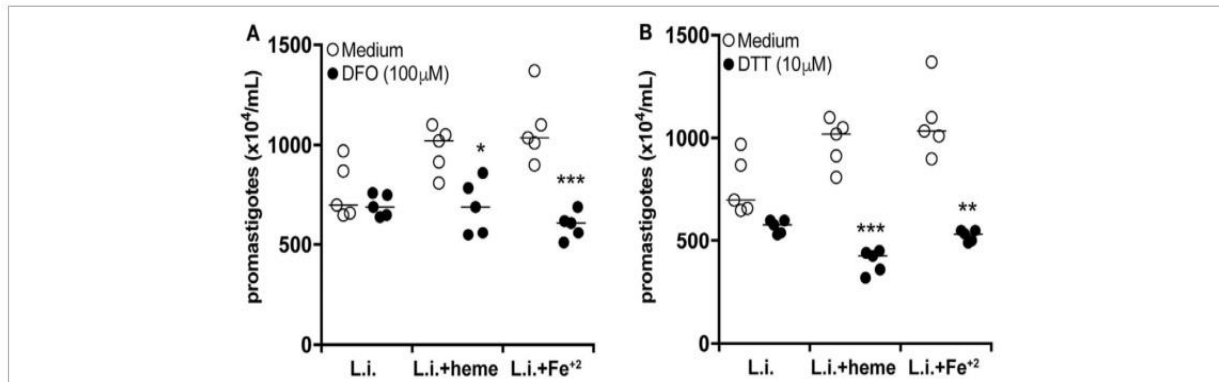 A
1500
○ Medium
● DFO (100μM)
*
1000
***
500
0
promastigotes (x10⁴/mL)
L.i. L.i.+heme L.i.+Fe⁺²
B
1500
○ Medium
● DTT (10μM)
1000
***
**
500
0
promastigotes (x10⁴/mL)
L.i. L.i.+heme L.i.+Fe⁺²